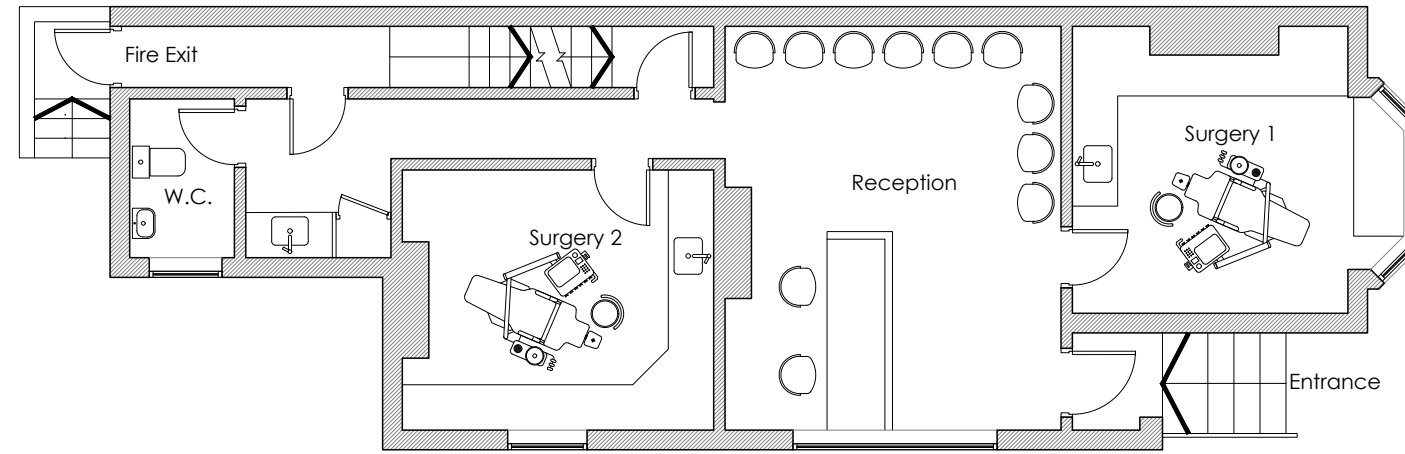 Fire Exit
Surgery 1
Reception
W.C.
Surgery 2
Entrance